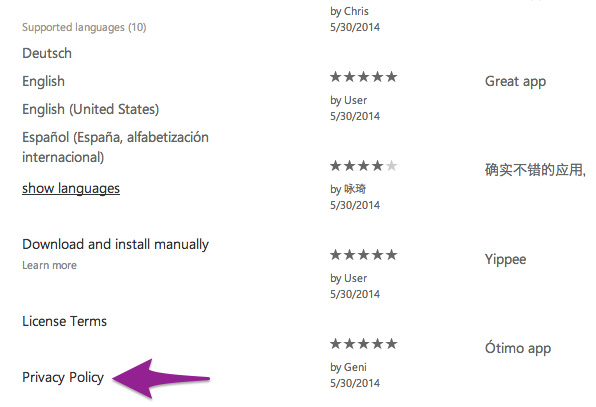 Supported languages (10)
Deutsch
English
English (United States)
Español (España, alfabetización
internacional)
show languages
Download and install manually
Learn more
License Terms
Privacy Policy
by Chris
5/30/2014
by User
5/30/2014
Great app
by 咏琦
5/30/2014
确实不错的应用,
by User
5/30/2014
Yippee
by Geni
5/30/2014
Ótimo app